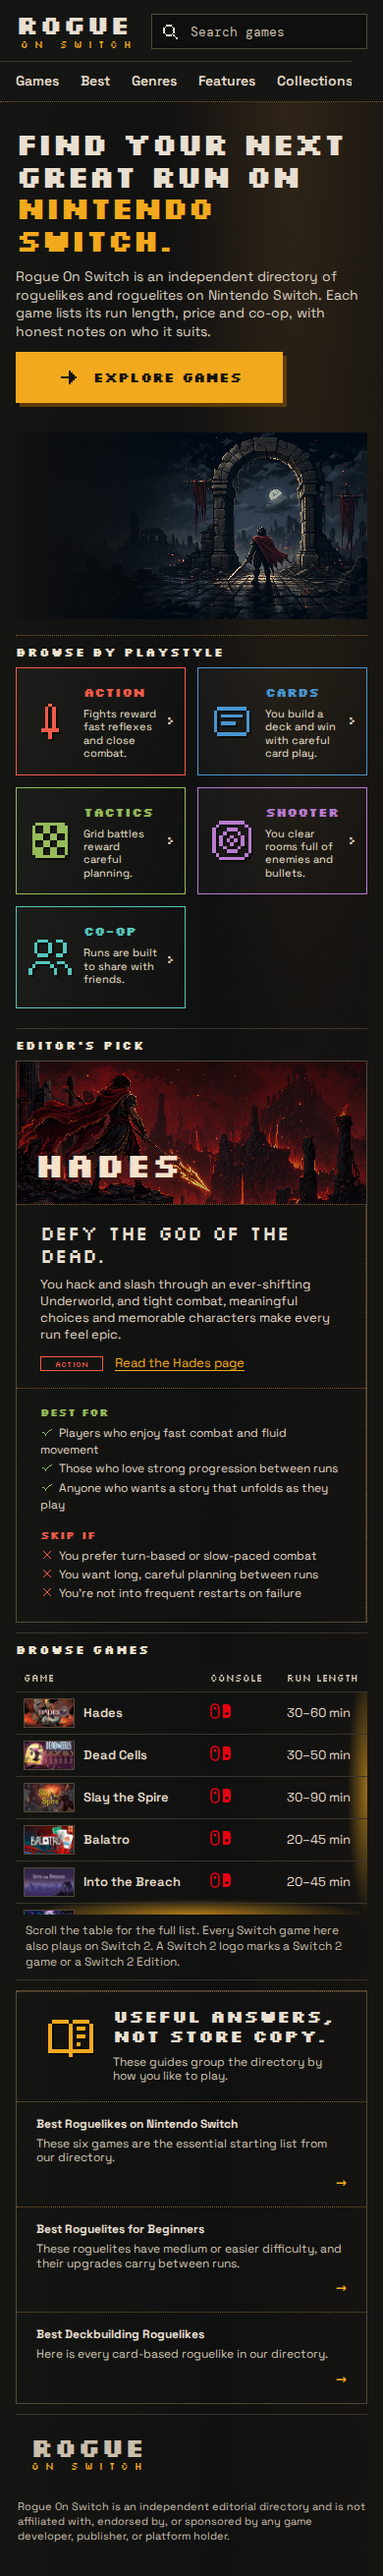 ROGUE
ON SWITCH
Search games
Games Best Genres Features Collections
FIND YOUR NEXT
GREAT RUN ON
NINTENDO
SWITCH.
Rogue On Switch is an independent directory of
roguelikes and roguelites on Nintendo Switch. Each
game lists its run length, price and co-op, with
honest notes on who it suits.
EXPLORE GAMES
BROWSE BY PLAYSTYLE
ACTION
Fights reward
fast reflexes
and close
combat.
CARDS
You build a
deck and win
with careful
card play.
TACTICS
Grid battles
reward
careful
planning.
SHOOTER
You clear
rooms full of
enemies and
bullets.
CO-OP
Runs are built
to share with
friends.
EDITOR'S PICK
HADES
DEFY THE GOD OF THE
DEAD.
You hack and slash through an ever-shifting
Underworld, and tight combat, meaningful
choices and memorable characters make every
run feel epic.
ACTION Read the Hades page
BEST FOR
Players who enjoy fast combat and fluid
movement
Those who love strong progression between runs
Anyone who wants a story that unfolds as they
play
SKIP IF
You prefer turn-based or slow-paced combat
You want long, careful planning between runs
You're not into frequent restarts on failure
BROWSE GAMES
GAME CONSOLE RUN LENGTH
HADES Hades 30–60 min
DEAD CELLS Dead Cells 30–50 min
Slay the Spire Slay the Spire 30–90 min
BALATRO Balatro 20–45 min
INTO THE BREACH Into the Breach 20–45 min
Scroll the table for the full list. Every Switch game here
also plays on Switch 2. A Switch 2 logo marks a Switch 2
game or a Switch 2 Edition.
USEFUL ANSWERS,
NOT STORE COPY.
These guides group the directory by
how you like to play.
Best Roguelikes on Nintendo Switch
These six games are the essential starting list from
our directory.
→
Best Roguelites for Beginners
These roguelites have medium or easier difficulty, and
their upgrades carry between runs.
→
Best Deckbuilding Roguelikes
Here is every card-based roguelike in our directory.
→
ROGUE
ON SWITCH
Rogue On Switch is an independent editorial directory and is not
affiliated with, endorsed by, or sponsored by any game
developer, publisher, or platform holder.